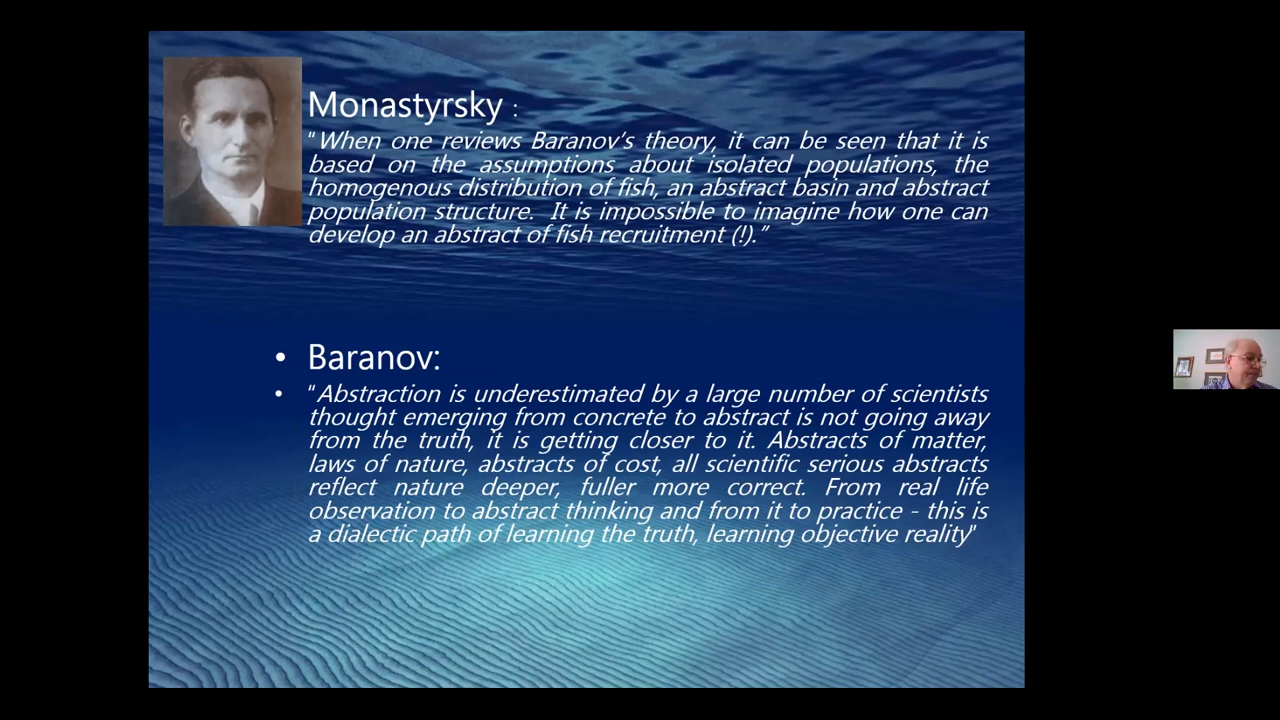 Monastyrsky :
"When one reviews Baranov's theory, it can be seen that it is
based on the assumptions about isolated populations, the
homogenous distribution of fish, an abstract basin and abstract
population structure. It is impossible to imagine how one can
develop an abstract of fish recruitment (!)."
• Baranov:
• "Abstraction is underestimated by a large number of scientists
thought emerging from concrete to abstract is not going away
from the truth, it is getting closer to it. Abstracts of matter,
laws of nature, abstracts of cost, all scientific serious abstracts
reflect nature deeper, fuller more correct. From real life
observation to abstract thinking and from it to practice - this is
a dialectic path of learning the truth, learning objective reality"